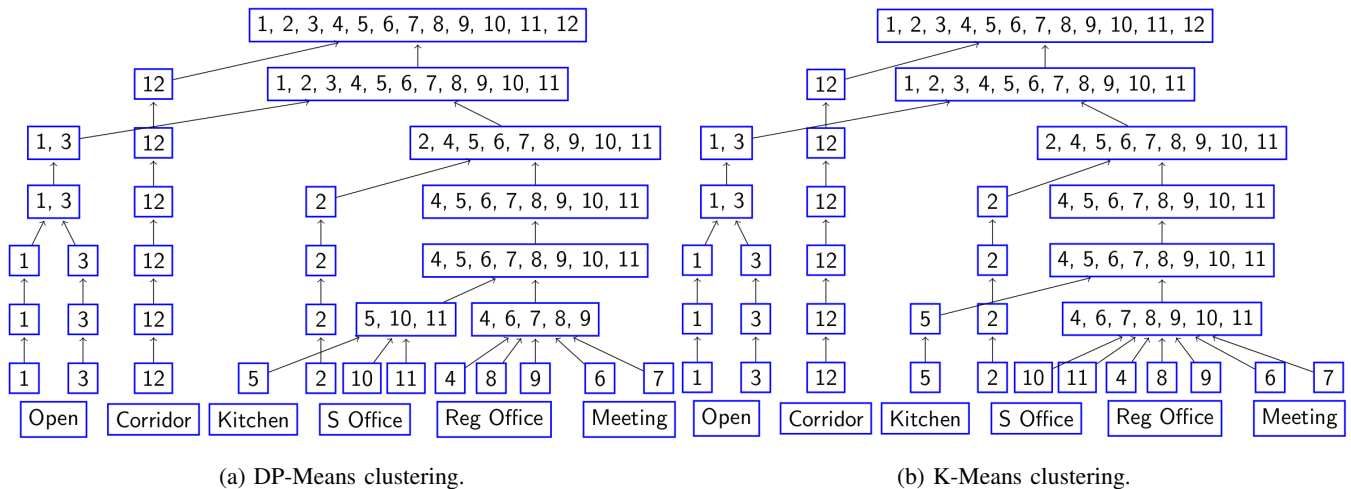 1, 2, 3, 4, 5, 6, 7, 8, 9, 10, 11, 12
12
1, 2, 3, 4, 5, 6, 7, 8, 9, 10, 11
1, 3
12
2, 4, 5, 6, 7, 8, 9, 10, 11
1, 3
12
2
4, 5, 6, 7, 8, 9, 10, 11
1
3
12
2
4, 5, 6, 7, 8, 9, 10, 11
1
3
12
2
5, 10, 11
4, 6, 7, 8, 9
1
3
12
5
2
10
11
4
8
9
6
7
Open
Corridor
Kitchen
S Office
Reg Office
Meeting
(a) DP-Means clustering.
1, 2, 3, 4, 5, 6, 7, 8, 9, 10, 11, 12
12
1, 2, 3, 4, 5, 6, 7, 8, 9, 10, 11
1, 3
12
2, 4, 5, 6, 7, 8, 9, 10, 11
1, 3
12
2
4, 5, 6, 7, 8, 9, 10, 11
1
3
12
2
4, 5, 6, 7, 8, 9, 10, 11
1
3
12
5
2
4, 6, 7, 8, 9, 10, 11
1
3
12
5
2
10
11
4
8
9
6
7
Open
Corridor
Kitchen
S Office
Reg Office
Meeting
(b) K-Means clustering.